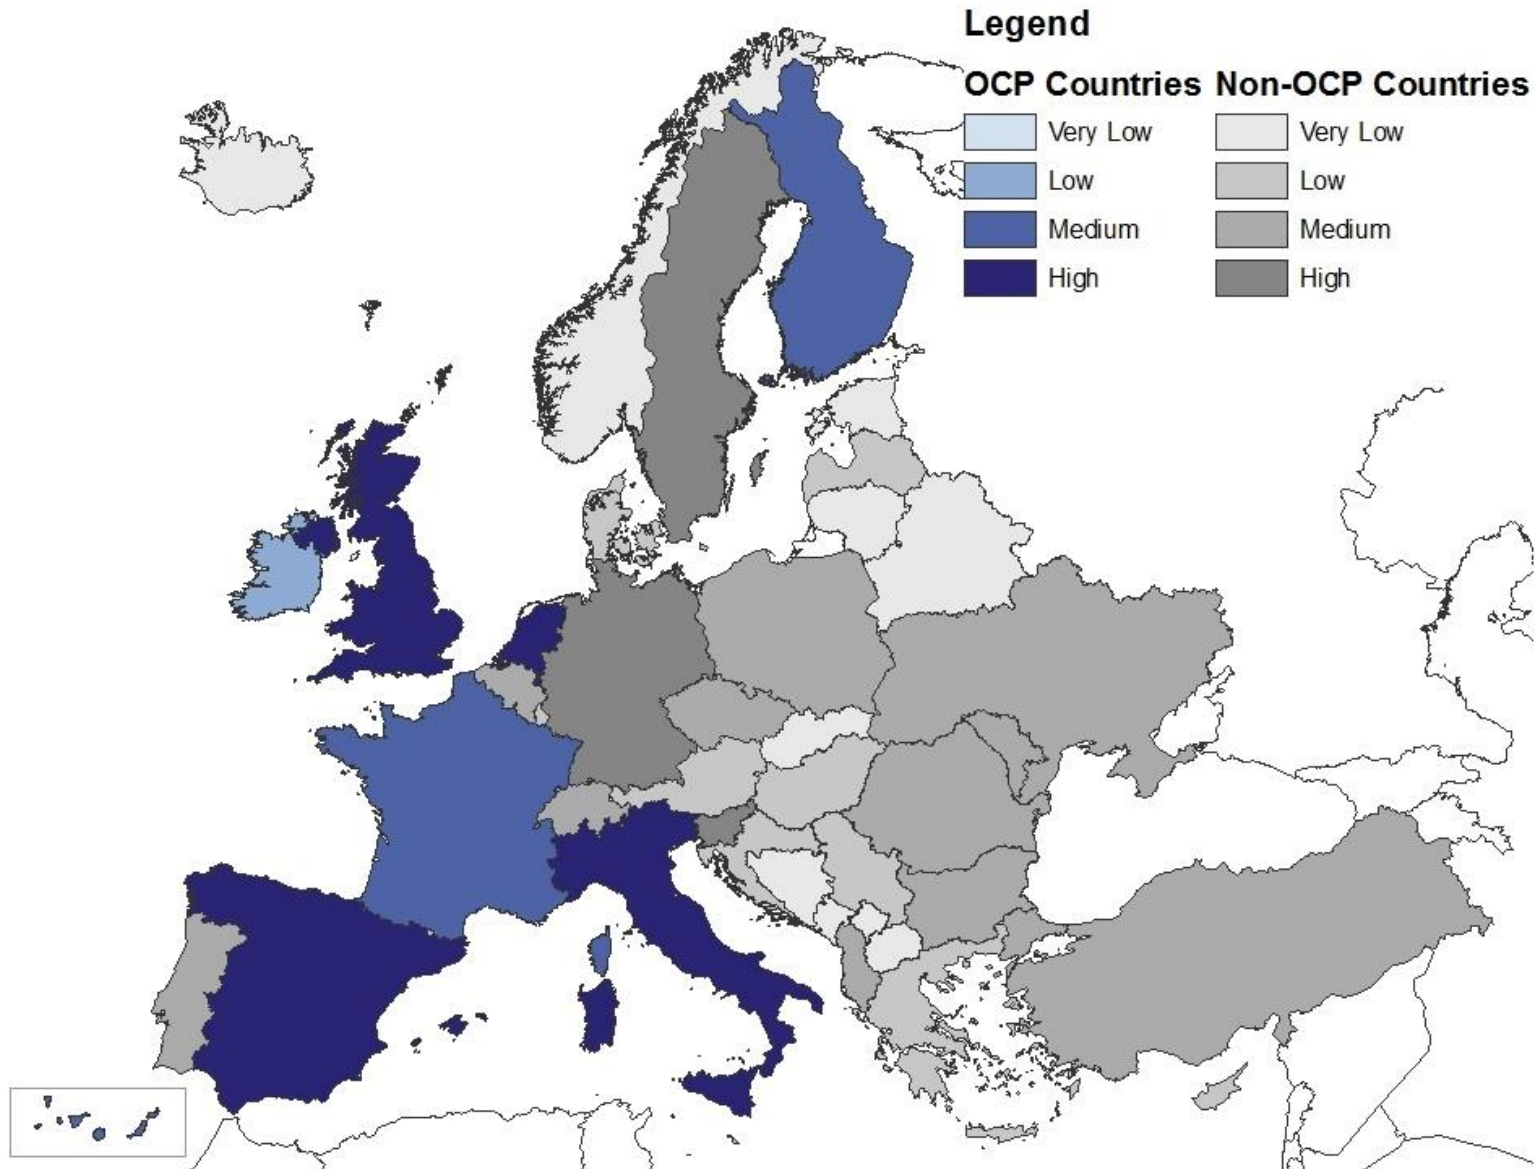 Legend
OCP Countries Non-OCP Countries
Very Low Very Low
Low Low
Medium Medium
High High